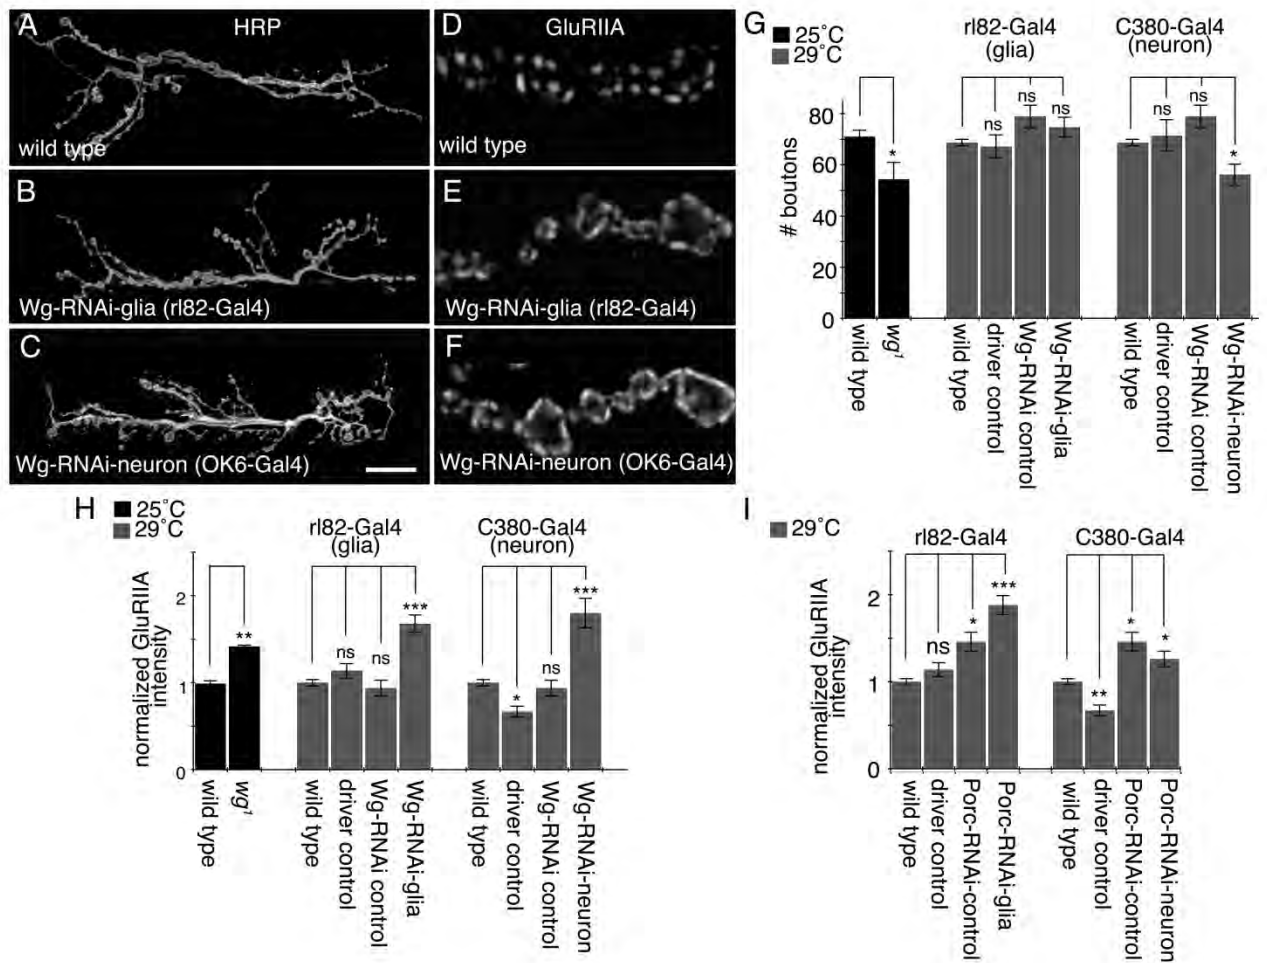 A
HRP
wild type
B
Wg-RNAi-glia (rl82-Gal4)
C
Wg-RNAi-neuron (OK6-Gal4)
D
GluRIIA
wild type
E
Wg-RNAi-glia (rl82-Gal4)
F
Wg-RNAi-neuron (OK6-Gal4)
G
25˚C
29˚C
rl82-Gal4
(glia)
C380-Gal4
(neuron)
# boutons
80
60
40
20
0
*
ns
ns
ns
ns
ns
*
wild type
wg1
wild type
driver control
Wg-RNAi control
Wg-RNAi-glia
wild type
driver control
Wg-RNAi control
Wg-RNAi-neuron
H
25˚C
29˚C
rl82-Gal4
(glia)
C380-Gal4
(neuron)
normalized GluRIIA
intensity
2
1
0
**
ns
ns
***
*
ns
***
wild type
wg1
wild type
driver control
Wg-RNAi control
Wg-RNAi-glia
wild type
driver control
Wg-RNAi control
Wg-RNAi-neuron
I
29˚C
rl82-Gal4
C380-Gal4
normalized GluRIIA
intensity
2
1
0
ns
*
***
**
*
*
wild type
driver control
Porc-RNAi-control
Porc-RNAi-glia
wild type
driver control
Porc-RNAi-control
Porc-RNAi-neuron